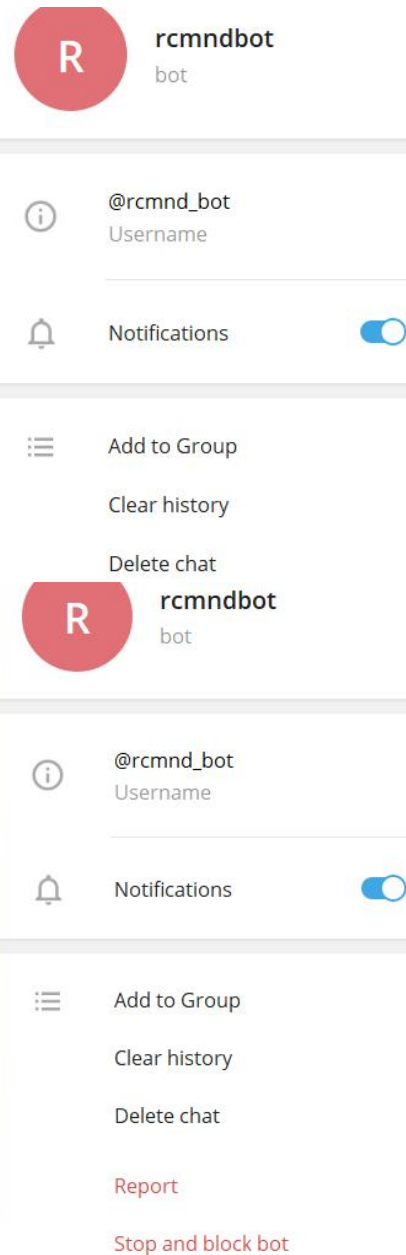 R
rcmndbot
bot
@rcmnd_bot
Username
Notifications
Add to Group
Clear history
Delete chat
R
rcmndbot
bot
@rcmnd_bot
Username
Notifications
Add to Group
Clear history
Delete chat
Report
Stop and block bot